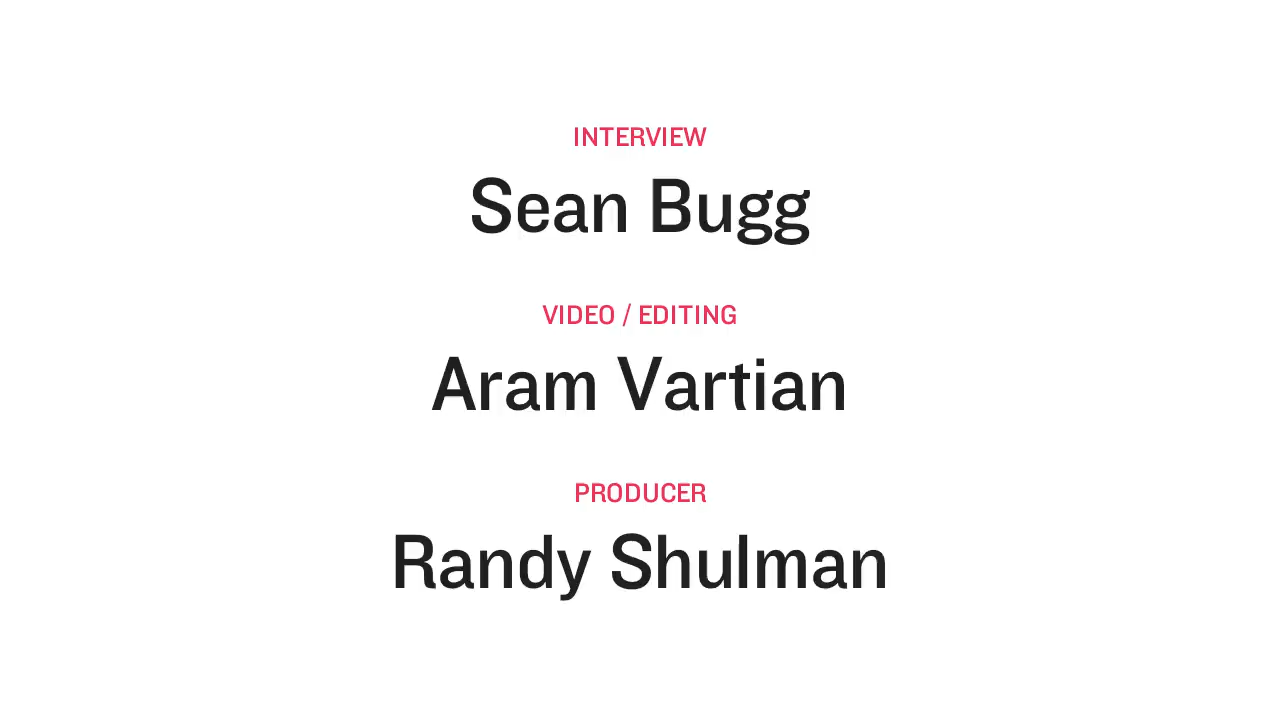 INTERVIEW
Sean Bugg
VIDEO / EDITING
Aram Vartian
PRODUCER
Randy Shulman